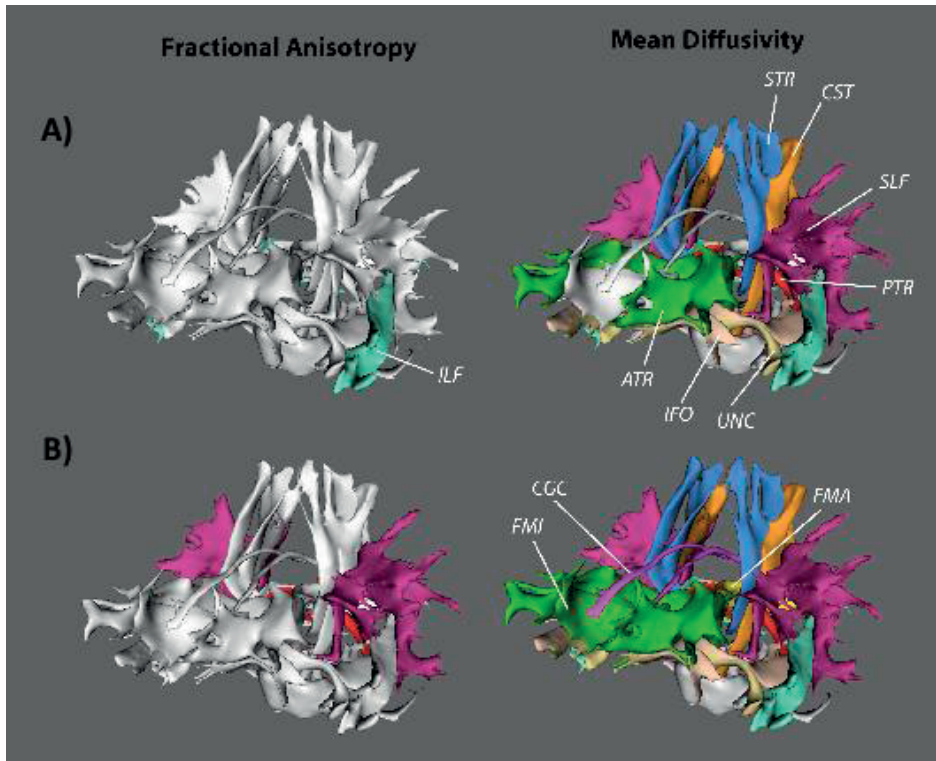 Fractional Anisotropy
Mean Diffusivity
STR
CST
A)
SLF
PTR
ILF
ATR
IFO
UNC
B)
CGC
FMA
FMI